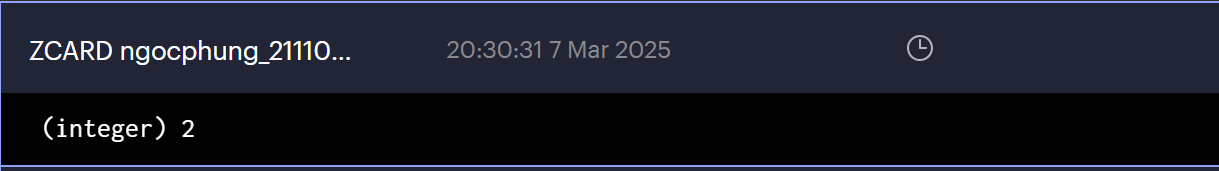 ZCARD ngocphung_21110... 20:30:31 7 Mar 2025
(integer) 2